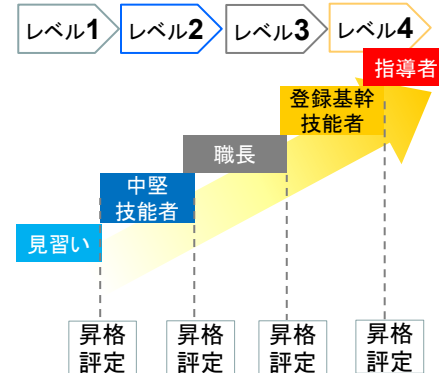 レベル1
レベル2
レベル3
レベル4
指導者
登録基幹
技能者
職長
中堅
技能者
見習い
昇格
評定
昇格
評定
昇格
評定
昇格
評定